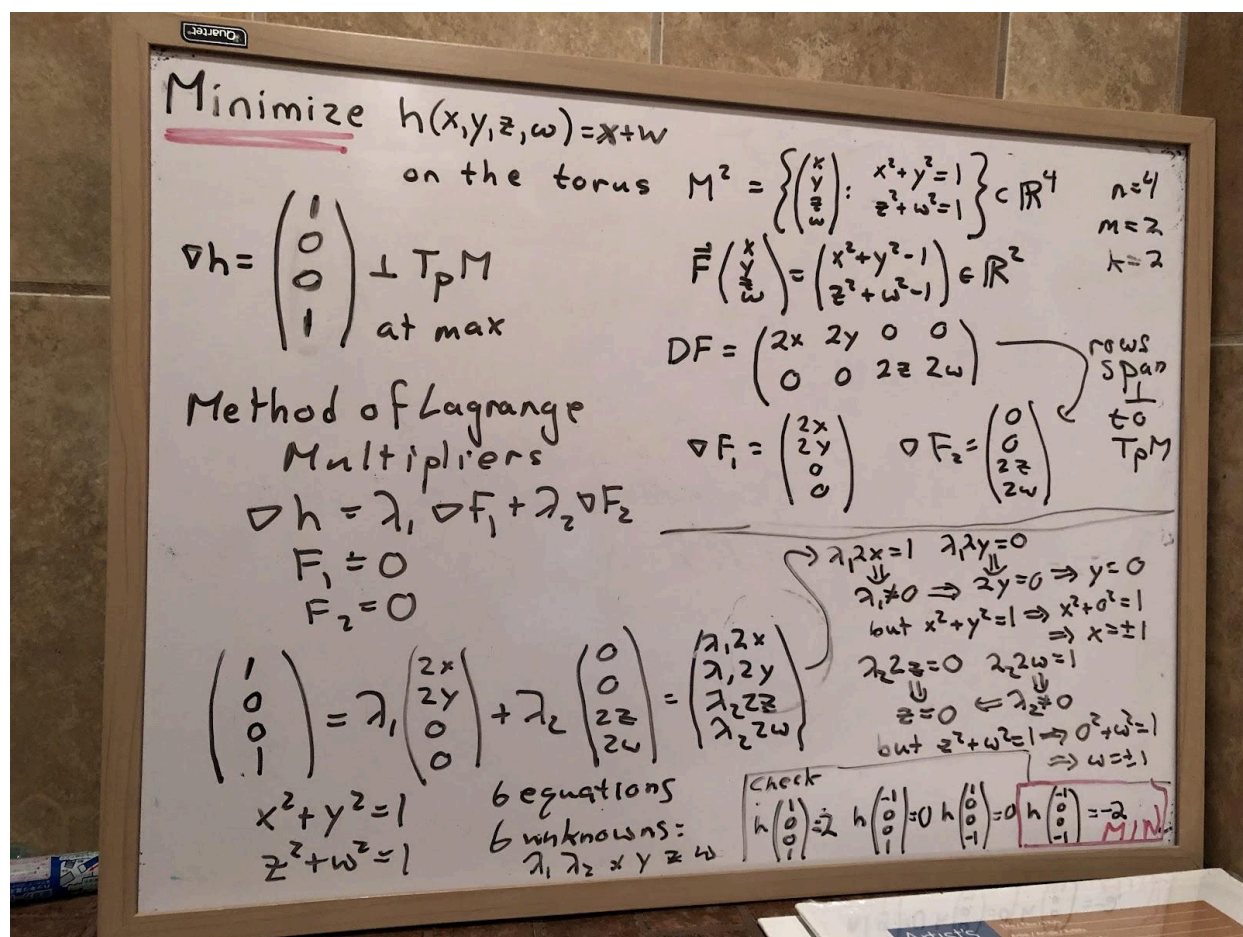 Quartet
Minimize h(x,y,z,w)=x+w
on the torus M² = {(x y z w): x²+y²=1 z²+w²=1} ⊂ ℝ⁴
n=4
m=2
k=2
∇h = (1 0 0 1) ⊥ TₚM
at max
F⃗(x y z w) = (x²+y²-1 z²+w²-1) ∈ ℝ²
DF = (2x 2y 0 0
0 0 2z 2w)
rows
span
⊥
to
TₚM
∇F₁ = (2x 2y 0 0) ∇F₂ = (0 0 2z 2w)
Method of Lagrange
Multipliers
∇h = λ₁∇F₁ + λ₂∇F₂
F₁ = 0
F₂ = 0
(1 0 0 1) = λ₁(2x 2y 0 0) + λ₂(0 0 2z 2w) = (λ₁2x λ₁2y λ₂2z λ₂2w)
x²+y²=1
z²+w²=1
6 equations
6 unknowns:
λ₁ λ₂ x y z w
→ λ₁2x=1 λ₁2y=0
⇓ ⇓
λ₁≠0 ⇒ 2y=0 ⇒ y=0
but x²+y²=1 ⇒ x²+0²=1
⇒ x=±1
λ₂2z=0 λ₂2w=1
⇓ ⇓
z=0 ⇐ λ₂≠0
but z²+w²=1 ⇒ 0²+w²=1
⇒ w=±1
Check
h(1 0 0 1)=2 h(-1 0 0 1)=0 h(1 0 0 -1)=0 h(-1 0 0 -1)=-2
MIN
Artist's